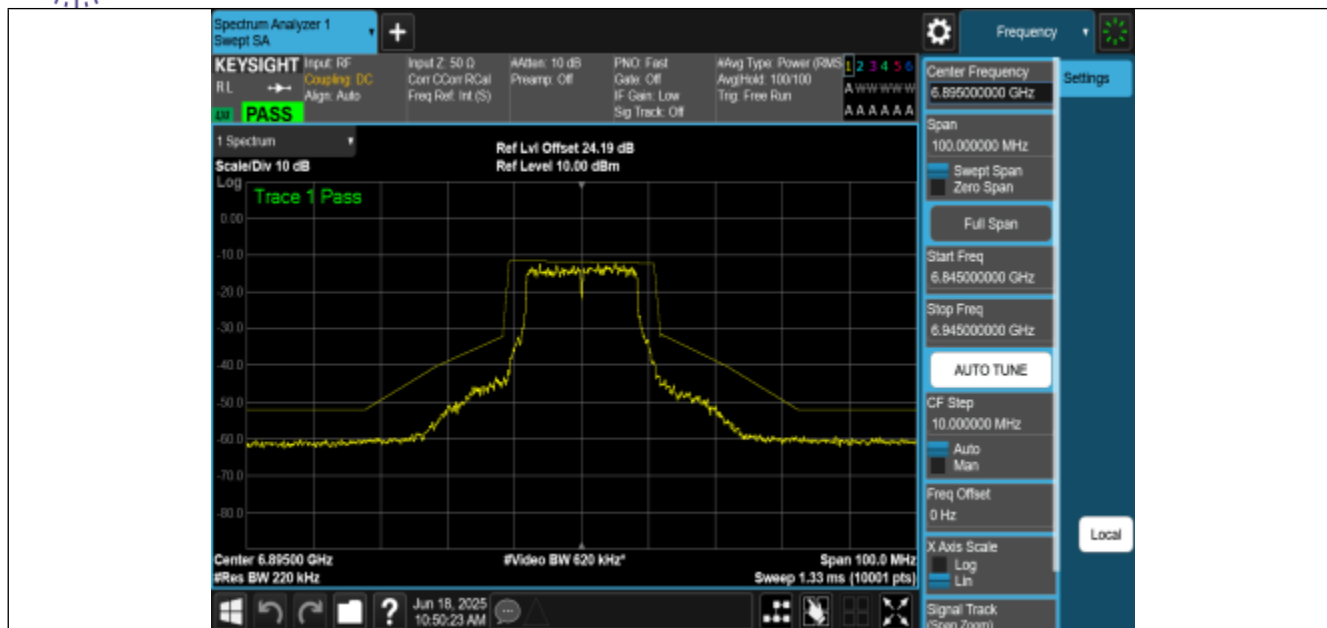 Spectrum Analyzer 1
Swept SA
+
Frequency
KEYSIGHT
RL
LXI
PASS
Input: RF
Coupling: DC
Align: Auto
Input Z: 50 Ω
Corr CCorr RCal
Freq Ref: Int (S)
#Atten: 10 dB
Preamp: Off
PNO: Fast
Gate: Off
IF Gain: Low
Sig Track: Off
#Avg Type: Power (RMS
Avg|Hold: 100/100
Trig: Free Run
1 2 3 4 5 6
A W W W W W
A A A A A A
1 Spectrum
Scale/Div 10 dB
Ref Lvl Offset 24.19 dB
Ref Level 10.00 dBm
Log
Trace 1 Pass
0.00
-10.0
-20.0
-30.0
-40.0
-50.0
-60.0
-70.0
-80.0
Center 6.89500 GHz
#Res BW 220 kHz
#Video BW 620 kHz*
Span 100.0 MHz
Sweep 1.33 ms (10001 pts)
Center Frequency
6.895000000 GHz
Settings
Span
100.000000 MHz
Swept Span
Zero Span
Full Span
Start Freq
6.845000000 GHz
Stop Freq
6.945000000 GHz
AUTO TUNE
CF Step
10.000000 MHz
Auto
Man
Freq Offset
0 Hz
X Axis Scale
Log
Lin
Local
Signal Track
(Span Zoom)
?
Jun 18, 2025
10:50:23 AM